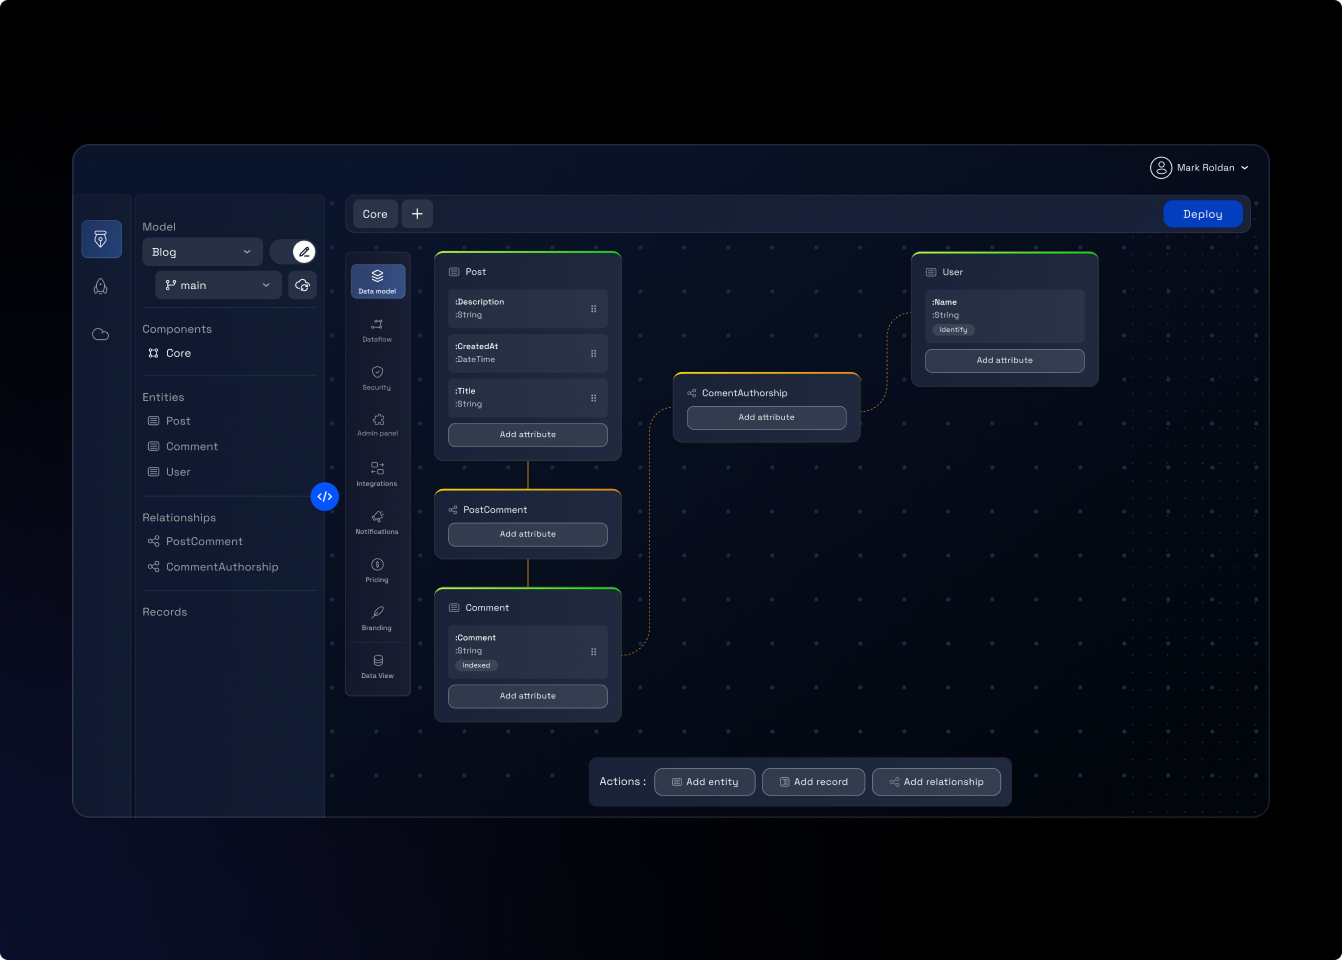 Mark Roldan
Model
Blog
main
Components
Core
Entities
Post
Comment
User
Relationships
PostComment
CommentAuthorship
Records
Core
Deploy
Data model
Dataflow
Security
Admin panel
Integrations
Notifications
Pricing
Branding
Data View
Post
:Description
:String
:CreatedAt
:DateTime
:Title
:String
Add attribute
PostComment
Add attribute
Comment
:Comment
:String
Indexed
Add attribute
ComentAuthorship
Add attribute
User
:Name
:String
Identify
Add attribute
Actions :
Add entity
Add record
Add relationship